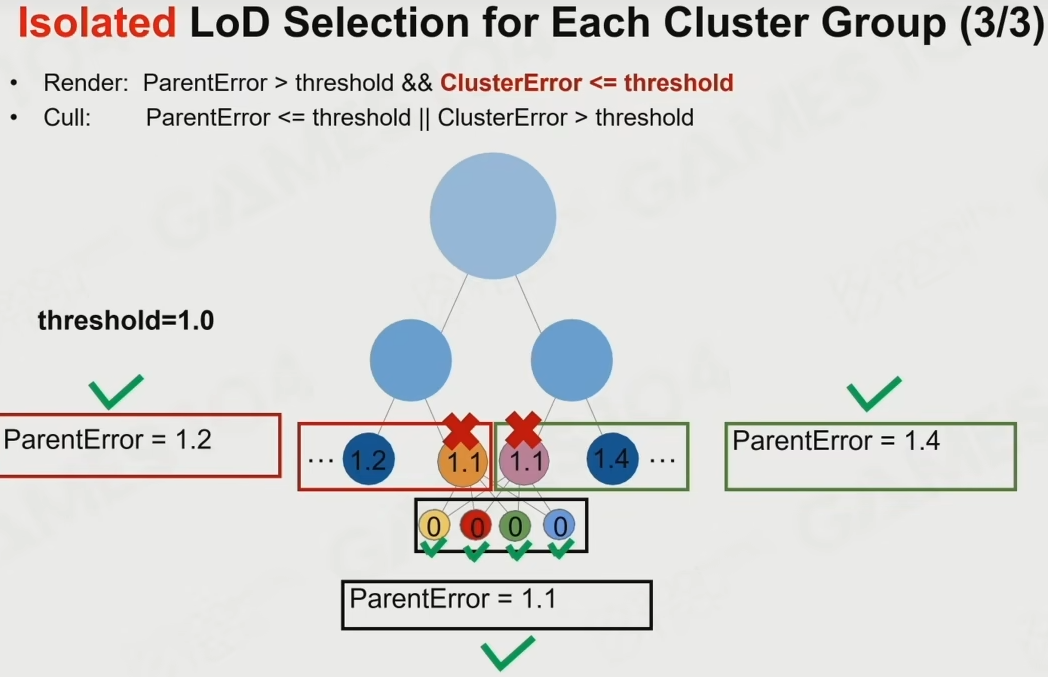 Isolated LoD Selection for Each Cluster Group (3/3)
• Render: ParentError > threshold && ClusterError <= threshold
• Cull: ParentError <= threshold || ClusterError > threshold
threshold=1.0
ParentError = 1.2
... 1.2 1.1 1.1 1.4 ...
ParentError = 1.4
0 0 0 0
ParentError = 1.1
GAMES104